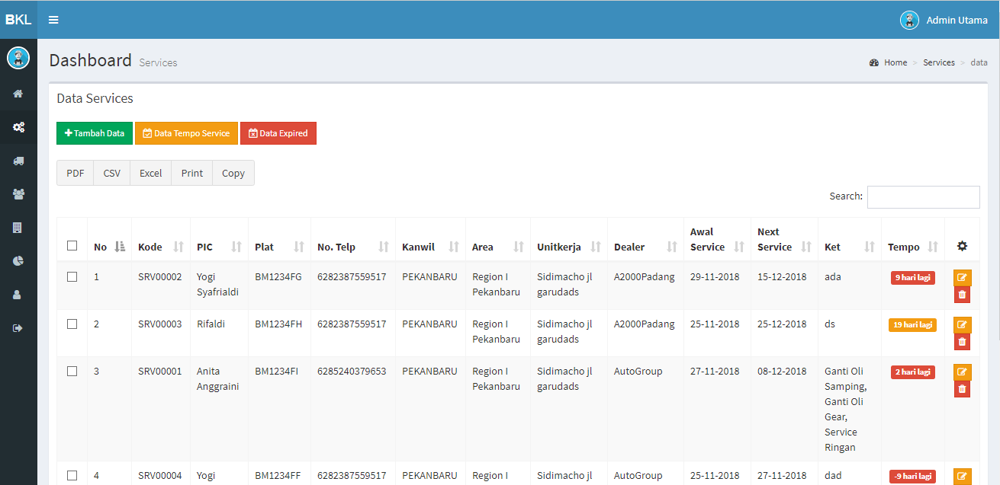 BKL
Admin Utama
Dashboard Services
Home > Services > data
Data Services
Tambah Data Data Tempo Service Data Expired
PDF CSV Excel Print Copy
Search:
No Kode PIC Plat No. Telp Kanwil Area Unitkerja Dealer Awal Service Next Service Ket Tempo
1 SRV00002 Yogi Syafrialdi BM1234FG 6282387559517 PEKANBARU Region I Pekanbaru Sidimacho jl garudads A2000Padang 29-11-2018 15-12-2018 ada 9 hari lagi
2 SRV00003 Rifaldi BM1234FH 6282387559517 PEKANBARU Region I Pekanbaru Sidimacho jl garudads A2000Padang 25-11-2018 25-12-2018 ds 19 hari lagi
3 SRV00001 Anita Anggraini BM1234FI 6285240379653 PEKANBARU Region I Pekanbaru Sidimacho jl garudads AutoGroup 27-11-2018 08-12-2018 Ganti Oli Samping, Ganti Oli Gear, Service Ringan 2 hari lagi
4 SRV00004 Yogi BM1234FF 6282387559517 PEKANBARU Region I Sidimacho jl AutoGroup 25-11-2018 27-11-2018 dad -9 hari lagi